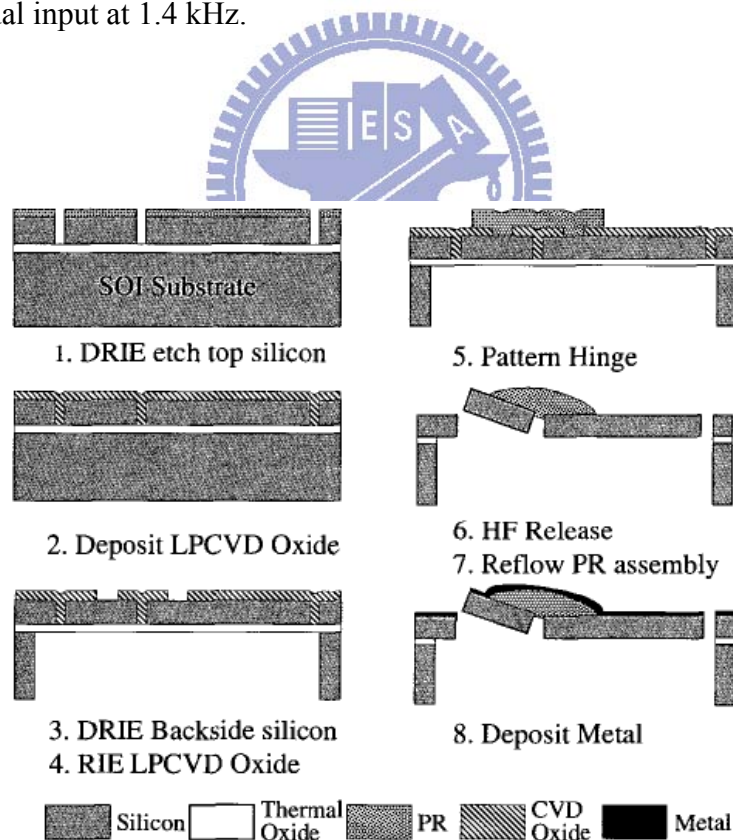 al input at 1.4 kHz.
E S A
SOI Substrate
1. DRIE etch top silicon
2. Deposit LPCVD Oxide
3. DRIE Backside silicon
4. RIE LPCVD Oxide
5. Pattern Hinge
6. HF Release
7. Reflow PR assembly
8. Deposit Metal
Silicon Thermal Oxide PR CVD Oxide Metal